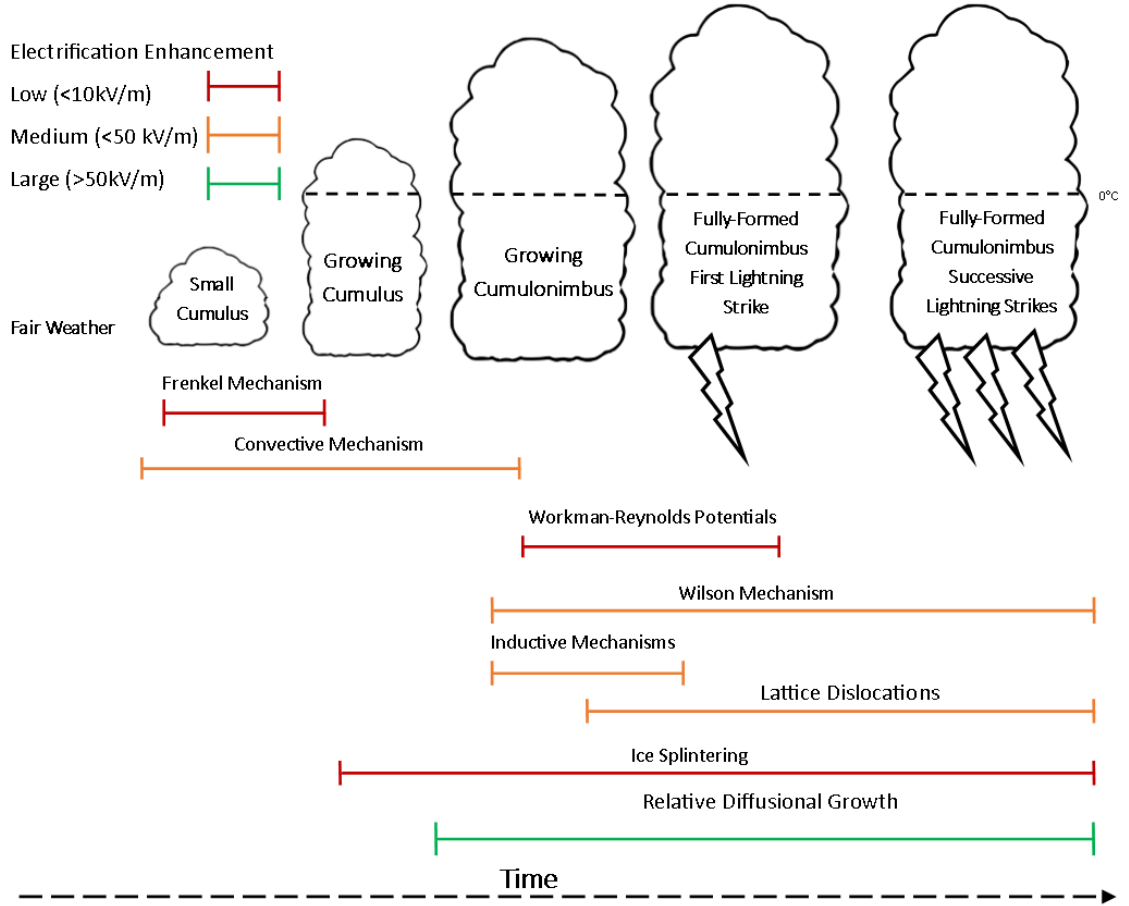 Electrification Enhancement
Low (<10kV/m)
Medium (<50 kV/m)
Large (>50kV/m)
0°C
Fair Weather
Small
Cumulus
Growing
Cumulus
Growing
Cumulonimbus
Fully-Formed
Cumulonimbus
First Lightning
Strike
Fully-Formed
Cumulonimbus
Successive
Lightning Strikes
Frenkel Mechanism
Convective Mechanism
Workman-Reynolds Potentials
Wilson Mechanism
Inductive Mechanisms
Lattice Dislocations
Ice Splintering
Relative Diffusional Growth
Time